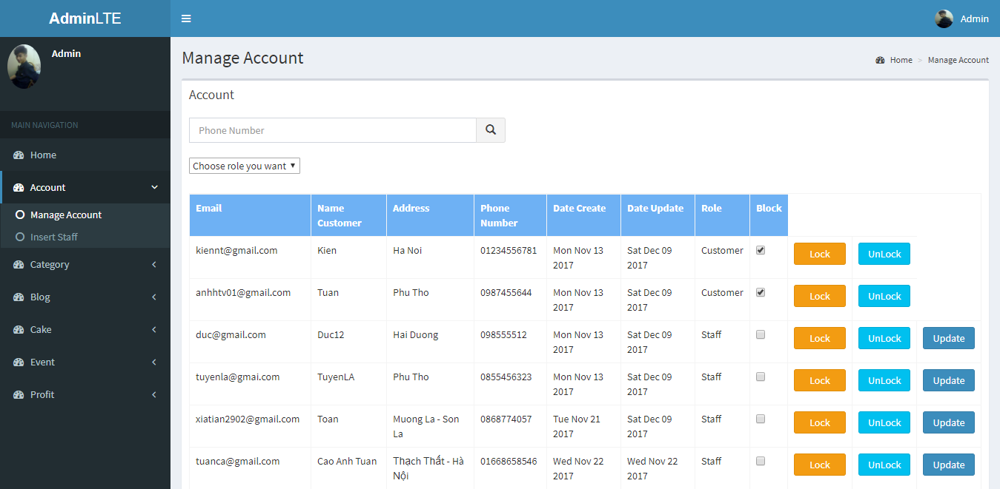 AdminLTE
Admin
Admin
MAIN NAVIGATION
Home
Account
Manage Account
Insert Staff
Category
Blog
Cake
Event
Profit
Manage Account
Home > Manage Account
Account
Phone Number
Choose role you want
Email Name Customer Address Phone Number Date Create Date Update Role Block
kiennt@gmail.com Kien Ha Noi 01234556781 Mon Nov 13 2017 Sat Dec 09 2017 Customer Lock UnLock
anhhtv01@gmail.com Tuan Phu Tho 0987455644 Mon Nov 13 2017 Sat Dec 09 2017 Customer Lock UnLock
duc@gmail.com Duc12 Hai Duong 098555512 Mon Nov 13 2017 Sat Dec 09 2017 Staff Lock UnLock Update
tuyenla@gmai.com TuyenLA Phu Tho 0855456323 Mon Nov 13 2017 Sat Dec 09 2017 Staff Lock UnLock Update
xiatian2902@gmail.com Toan Muong La - Son La 0868774057 Tue Nov 21 2017 Sat Dec 09 2017 Staff Lock UnLock Update
tuanca@gmail.com Cao Anh Tuan Thạch Thất - Hà Nội 01668658546 Wed Nov 22 2017 Wed Nov 22 2017 Staff Lock UnLock Update